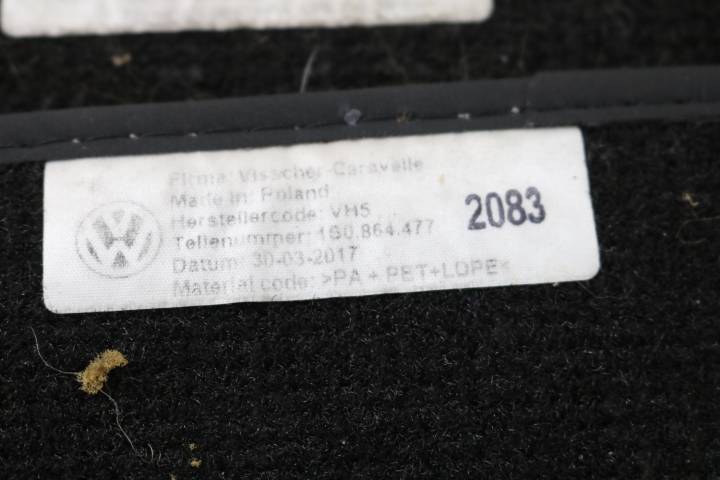 Firma: Visscher-Caravelle
Made in: Poland
Herstellercode: VH5
Teilenummer: 1S0.864.477
Datum: 30-03-2017
Material code: >PA + PET+LDPE<
2083